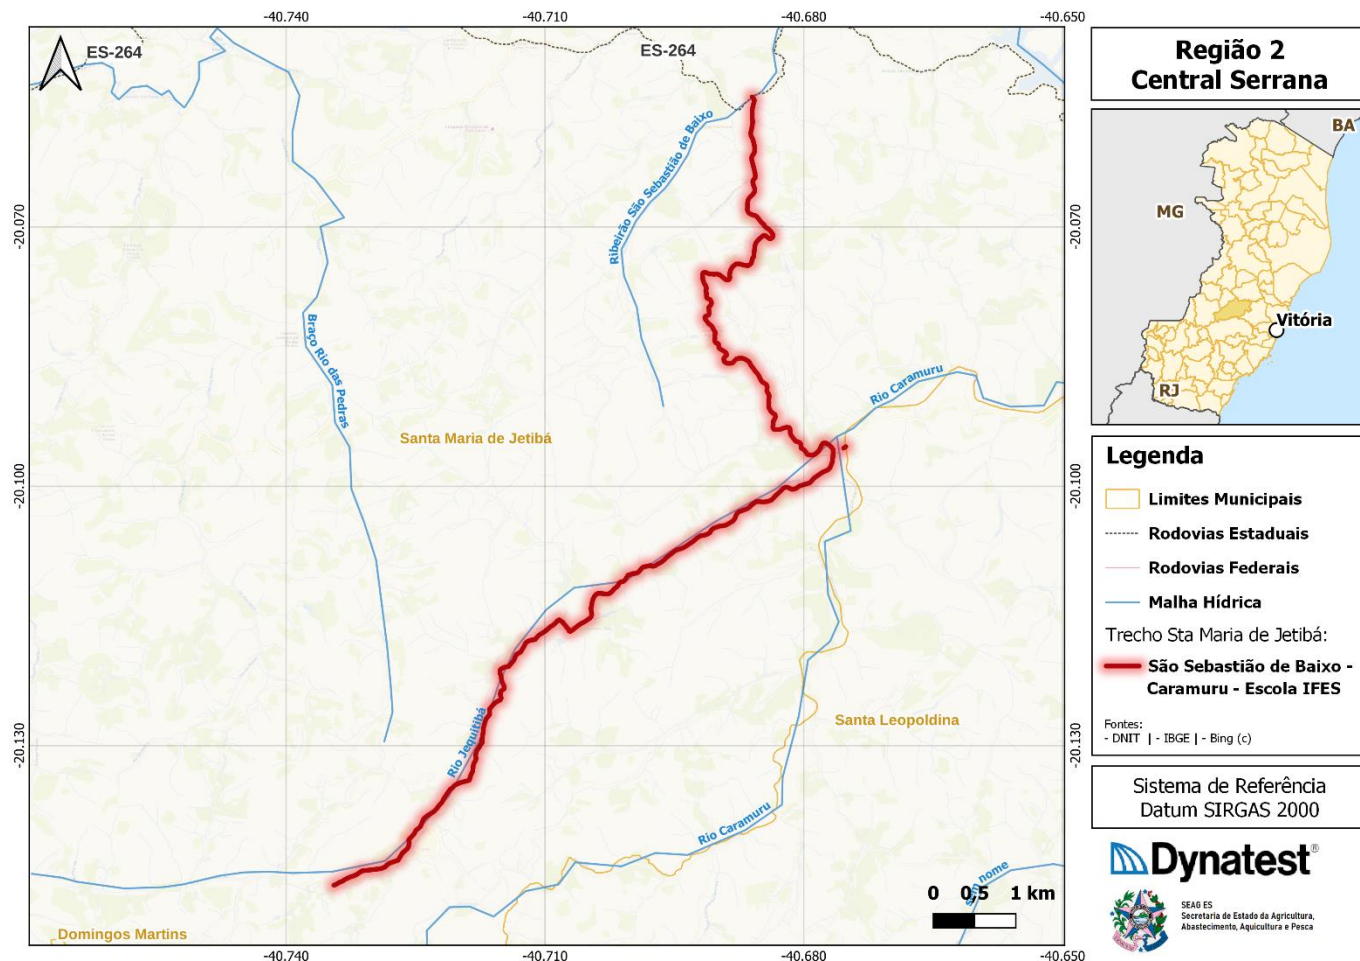 -40.740
-40.710
-40.680
-40.650
ES-264
ES-264
Ribeirão São Sebastião de Baixo
-20.070
-20.070
Braço Rio das Pedras
Rio Caramuru
Santa Maria de Jetibá
-20.100
-20.100
Rio Jequitibá
Santa Leopoldina
-20.130
-20.130
Rio Caramuru
sem nome
0 0.5 1 km
Domingos Martins
-40.740
-40.710
-40.680
-40.650
Região 2
Central Serrana
BA
MG
Vitória
RJ
Legenda
Limites Municipais
Rodovias Estaduais
Rodovias Federais
Malha Hídrica
Trecho Sta Maria de Jetibá:
São Sebastião de Baixo -
Caramuru - Escola IFES
Fontes:
- DNIT | - IBGE | - Bing (c)
Sistema de Referência
Datum SIRGAS 2000
Dynatest®
SEAG ES
Secretaria de Estado da Agricultura,
Abastecimento, Aquicultura e Pesca